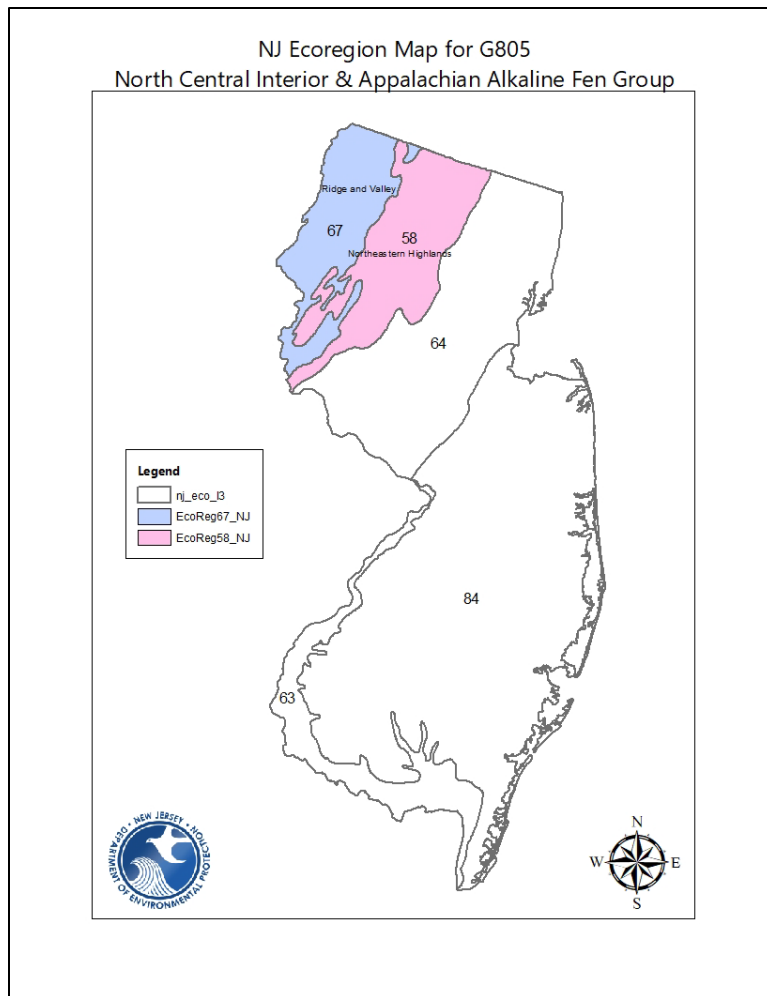 NJ Ecoregion Map for G805
North Central Interior & Appalachian Alkaline Fen Group
Ridge and Valley
67
58
Northeastern Highlands
64
Legend
nj_eco_l3
EcoReg67_NJ
EcoReg58_NJ
84
63
NEW JERSEY
DEPARTMENT OF ENVIRONMENTAL PROTECTION
N
W E
S